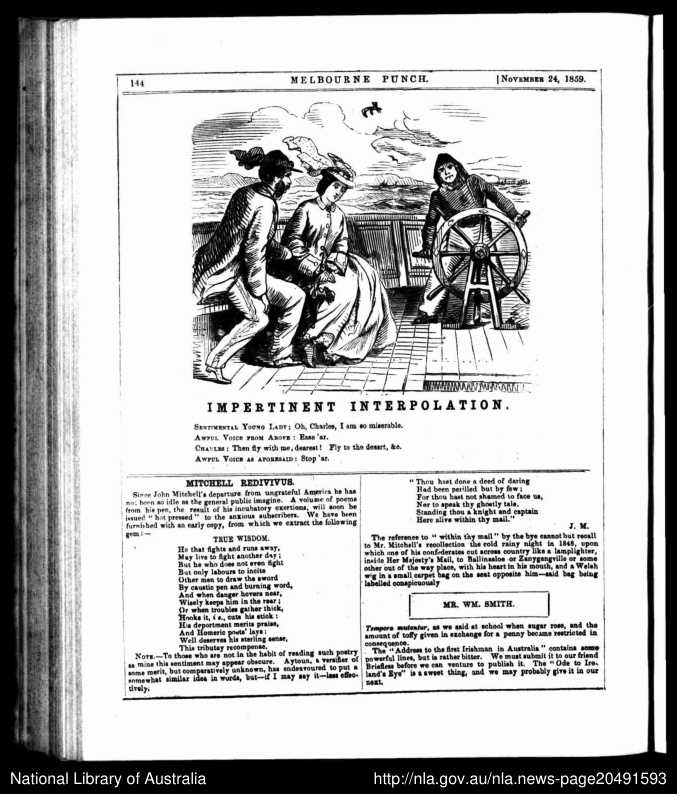 144
MELBOURNE PUNCH.
[NOVEMBER 24, 1859.
IMPERTINENT INTERPOLATION.
SENTIMENTAL YOUNG LADY; Oh, Charles, I am so miserable.
AWFUL VOICE FROM ABOVE: Ease 'ar.
CHARLES: Then fly with me, dearest! Fly to the desart, &c.
AWFUL VOICE AS AFORESAID: Stop 'ar.
MITCHELL REDIVIVUS.
Since John Mitchell's departure from ungrateful America he has
not been so idle as the general public imagine. A volume of poems
from his pen, the result of his incubatory exertions, will soon be
issued "hot pressed" to the anxious subscribers. We have been
furnished with an early copy, from which we extract the following
gem:—
TRUE WISDOM.
He that fights and runs away,
May live to fight another day;
But he who does not even fight
But only labours to incite
Other men to draw the sword
By caustic pen and burning word,
And when danger hovers near,
Wisely keeps him in the rear;
Or when troubles gather thick,
Hooks it, i e., cuts his stick:
His deportment merits praise,
And Homeric poets' lays:
Well deserves his sterling sense,
This tributay recompense.
NOTE.—To those who are not in the habit of reading such poetry
as mine this sentiment may appear obscure. Aytoun, a versifier of
some merit, but comparatively unknown, has endeavoured to put a
somewhat similar idea in words, but—if I may say it—less effec-
tively.
"Thou hast done a deed of daring
Had been perilled but by few;
For thou hast not shamed to face us,
Ner to speak thy ghostly tale.
Standing thou a knight and captain
Here alive within thy mail."
J. M.
The reference to "within thy mail" by the bye cannot but recall
to Mr. Mitchell's recollection the cold rainy night in 1848, upon
which one of his confederates cut across country like a lamplighter,
inside Her Majesty's Mail, to Ballinasloe or Zanygangville or some
other out of the way place, with his heart in his mouth, and a Welsh
wig in a small carpet bag on the seat opposite him—said bag being
labelled conspicuously
MR. WM. SMITH.
Tempora mutantur, as we said at school when sugar rose, and the
amount of toffy given in exchange for a penny became restricted in
consequence.
The "Address to the first Irishman in Australia" contains some
powerful lines, but is rather bitter. We must submit it to our friend
Briefless before we can venture to publish it. The "Ode to Ire-
land's Eye" is a sweet thing, and we may probably give it in our
next.
National Library of Australia
http://nla.gov.au/nla.news-page20491593